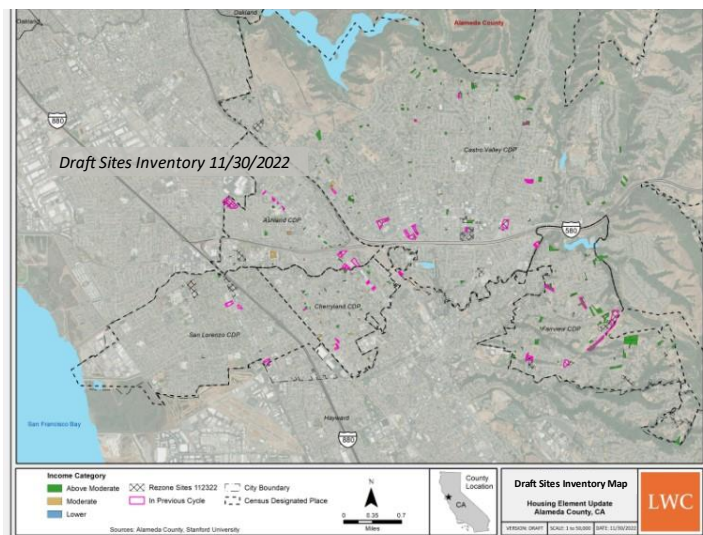 Oakland
Oakland
Alameda County
880
Draft Sites Inventory 11/30/2022
Castro Valley CDP
Ashland CDP
580
Cherryland CDP
San Lorenzo CDP
Fairview CDP
San Francisco Bay
Hayward
880
Income Category
Above Moderate
Moderate
Lower
Rezone Sites 112322
In Previous Cycle
City Boundary
Census Designated Place
N
0 0.35 0.7
Miles
Sources: Alameda County, Stanford University
County
Location
CA
Draft Sites Inventory Map
Housing Element Update
Alameda County, CA
VERSION: DRAFT SCALE: 1 to 50,000 DATE: 11/30/2022
LWC